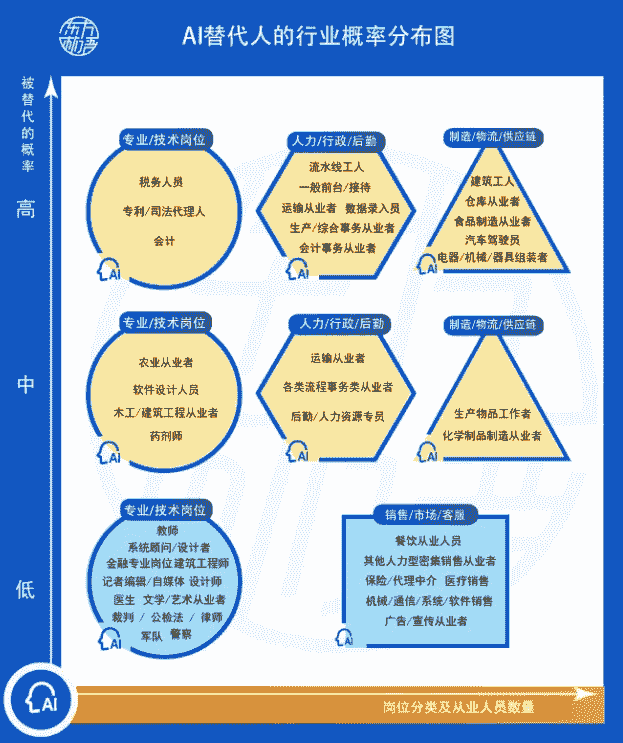 东方
林语
AI替代人的行业概率分布图
被替代的概率
高
专业/技术岗位
税务人员
专利/司法代理人
会计
AI
人力/行政/后勤
流水线工人
一般前台/接待
运输从业者 数据录入员
生产/综合事务从业者
会计事务从业者
AI
制造/物流/供应链
建筑工人
仓库从业者
食品制造从业者
汽车驾驶员
电器/机械/器具组装者
AI
中
专业/技术岗位
农业从业者
软件设计人员
木工/建筑工程从业者
药剂师
AI
人力/行政/后勤
运输从业者
各类流程事务类从业者
后勤/人力资源专员
AI
制造/物流/供应链
生产物品工作者
化学制品制造从业者
AI
低
专业/技术岗位
教师
系统顾问/设计者
金融专业岗位 建筑工程师
记者编辑/自媒体 设计师
医生 文学/艺术从业者
裁判 / 公检法 / 律师
军队 警察
AI
销售/市场/客服
餐饮从业人员
其他人力型密集销售从业者
保险/代理中介 医疗销售
机械/通信/系统/软件销售
广告/宣传从业者
AI
AI
岗位分类及从业人员数量